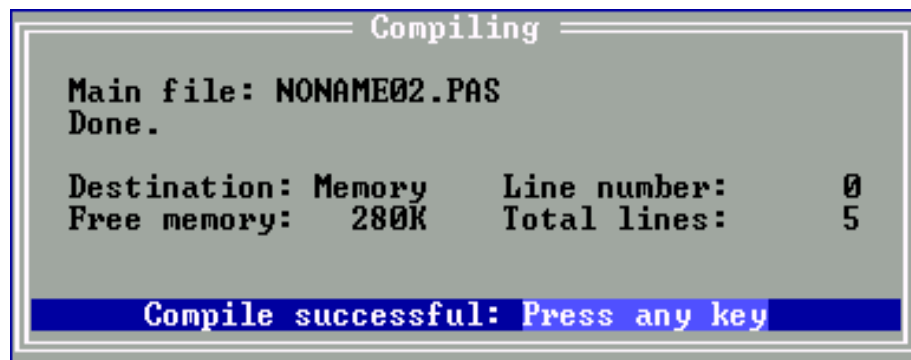 Compiling
Main file: NONAME02.PAS
Done.
Destination: Memory Line number: 0
Free memory: 280K Total lines: 5
Compile successful: Press any key